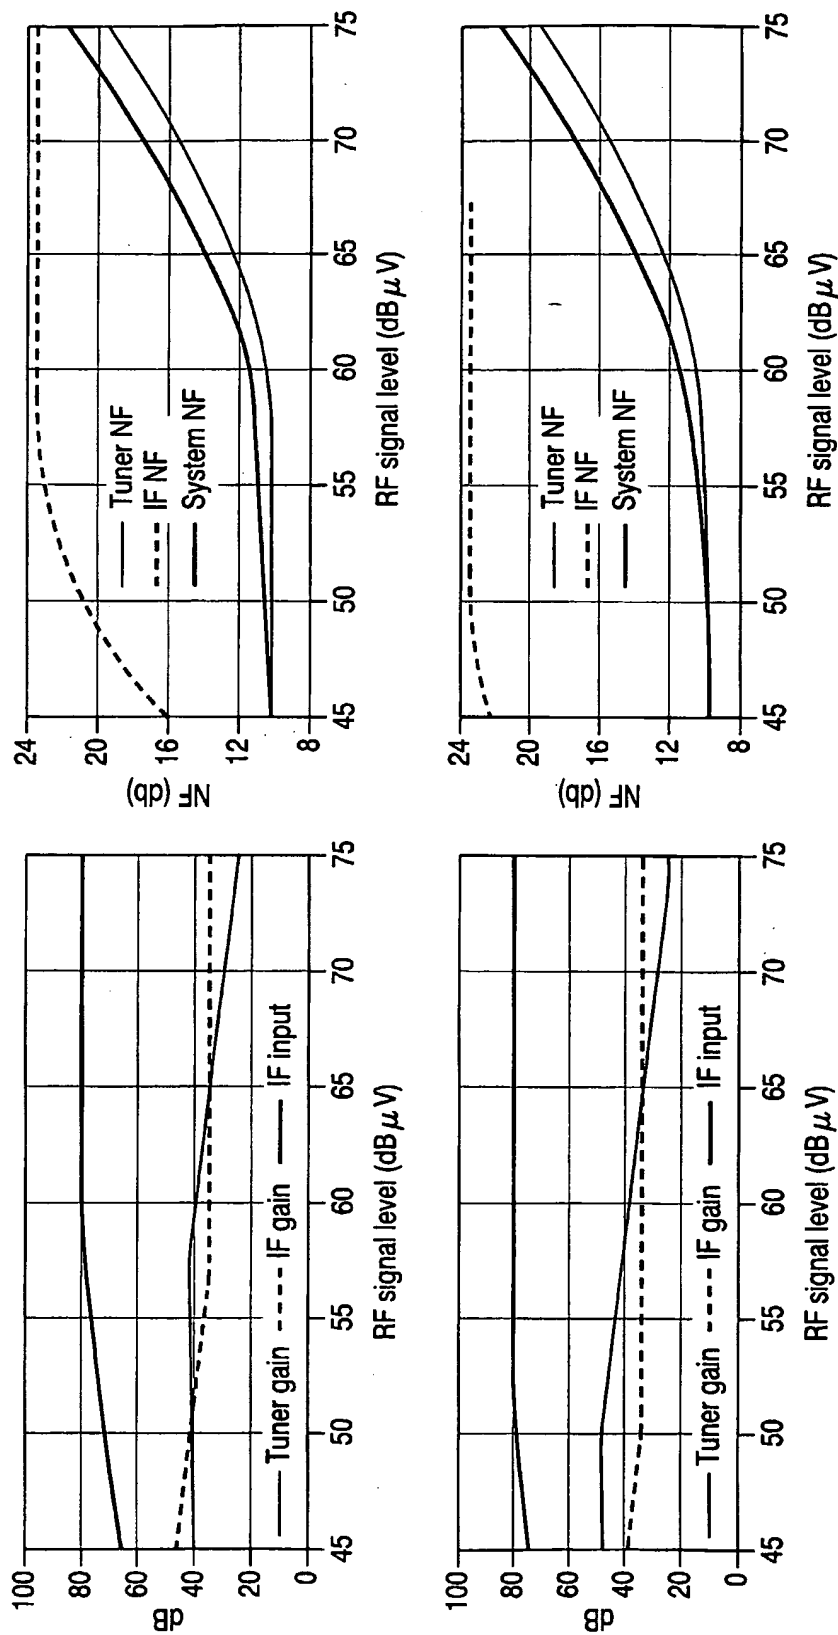 100
80
60
40
20
0
dB
45
50
55
60
65
70
75
Tuner gain
IF gain
IF input
RF signal level (dBμV)
24
20
16
12
8
NF (db)
45
50
55
60
65
70
75
Tuner NF
IF NF
System NF
RF signal level (dBμV)
100
80
60
40
20
0
dB
45
50
55
60
65
70
75
Tuner gain
IF gain
IF input
RF signal level (dBμV)
24
20
16
12
8
NF (db)
45
50
55
60
65
70
75
Tuner NF
IF NF
System NF
RF signal level (dBμV)